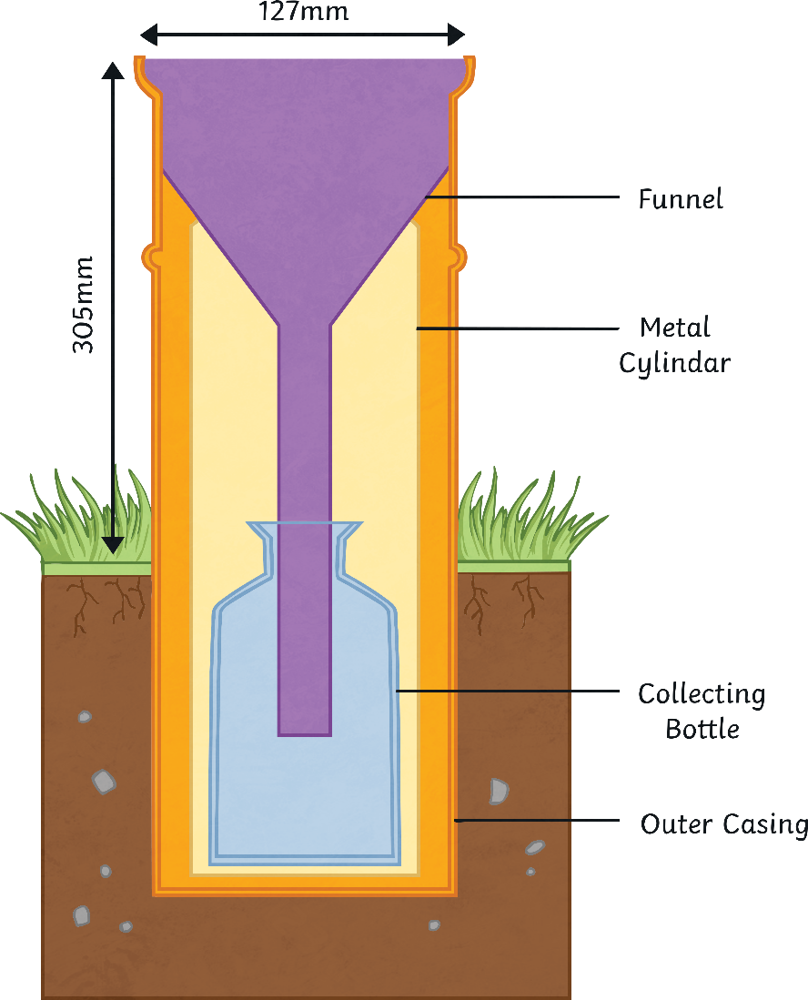 127mm
305mm
Funnel
Metal
Cylindar
Collecting
Bottle
Outer Casing